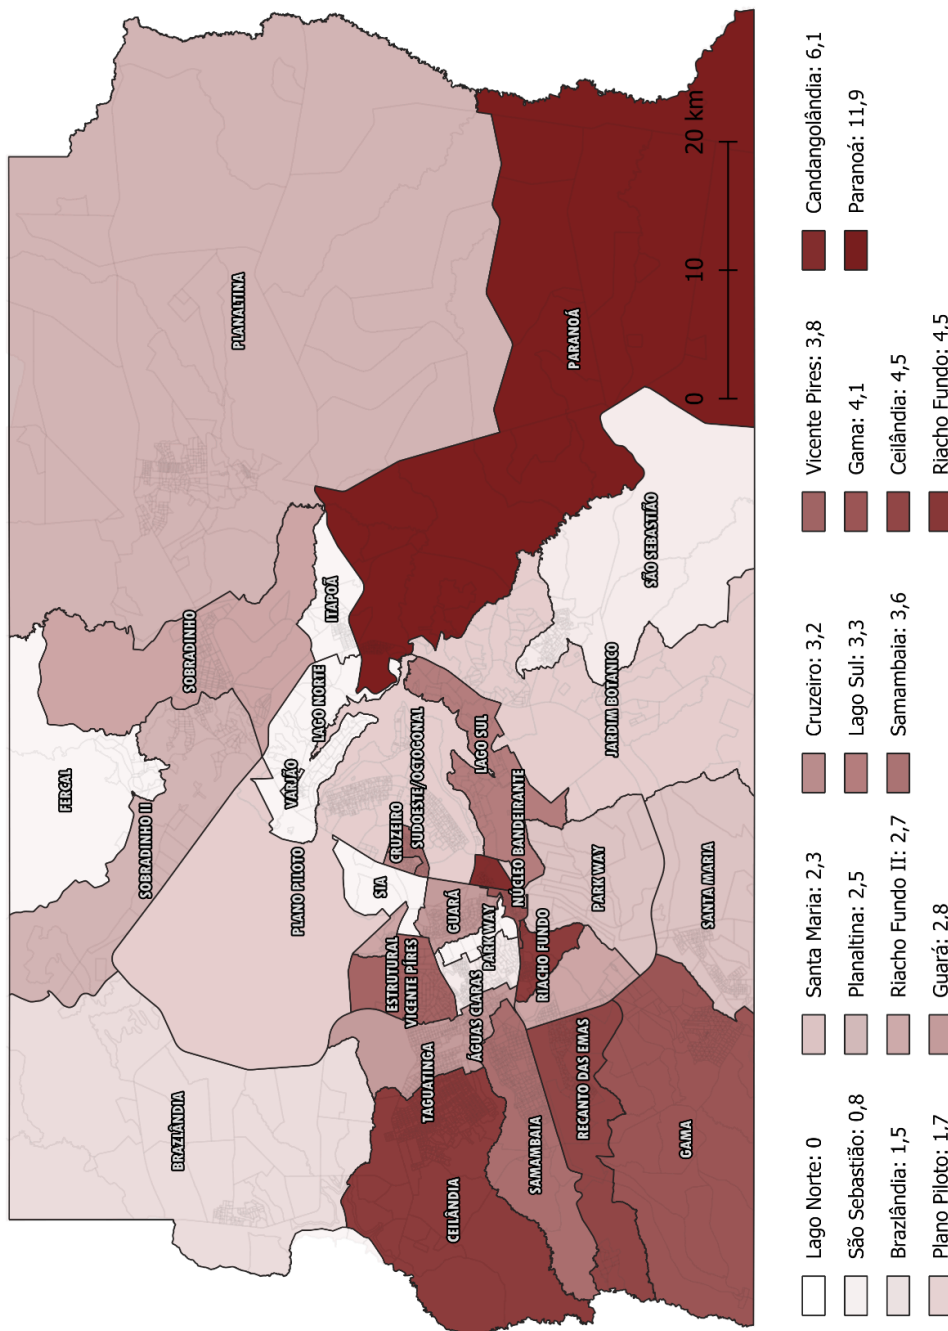 BRAZLÂNDIA
SOBRADINHO II
FERCAL
SOBRADINHO
PLANALTINA
PLANO PILOTO
VARJÃO
LAGO NORTE
ITAPOÃ
SIA
CRUZEIRO
SUDOESTE/OCTOGONAL
ESTRUTURAL
VICENTE PÍRES
GUARÁ
TAGUATINGA
CEILÂNDIA
ÁGUAS CLARAS
PARK WAY
LAGO SUL
NÚCLEO BANDEIRANTE
PARANOÁ
SAMAMBAIA
RIACHO FUNDO
RECANTO DAS EMAS
PARK WAY
JARDIM BOTANICO
SÃO SEBASTIÃO
GAMA
SANTA MARIA
0 10 20 km
Lago Norte: 0
São Sebastião: 0,8
Brazlândia: 1,5
Plano Piloto: 1,7
Santa Maria: 2,3
Planaltina: 2,5
Riacho Fundo II: 2,7
Guará: 2,8
Cruzeiro: 3,2
Lago Sul: 3,3
Samambaia: 3,6
Vicente Pires: 3,8
Gama: 4,1
Ceilândia: 4,5
Riacho Fundo: 4,5
Candangolândia: 6,1
Paranoá: 11,9